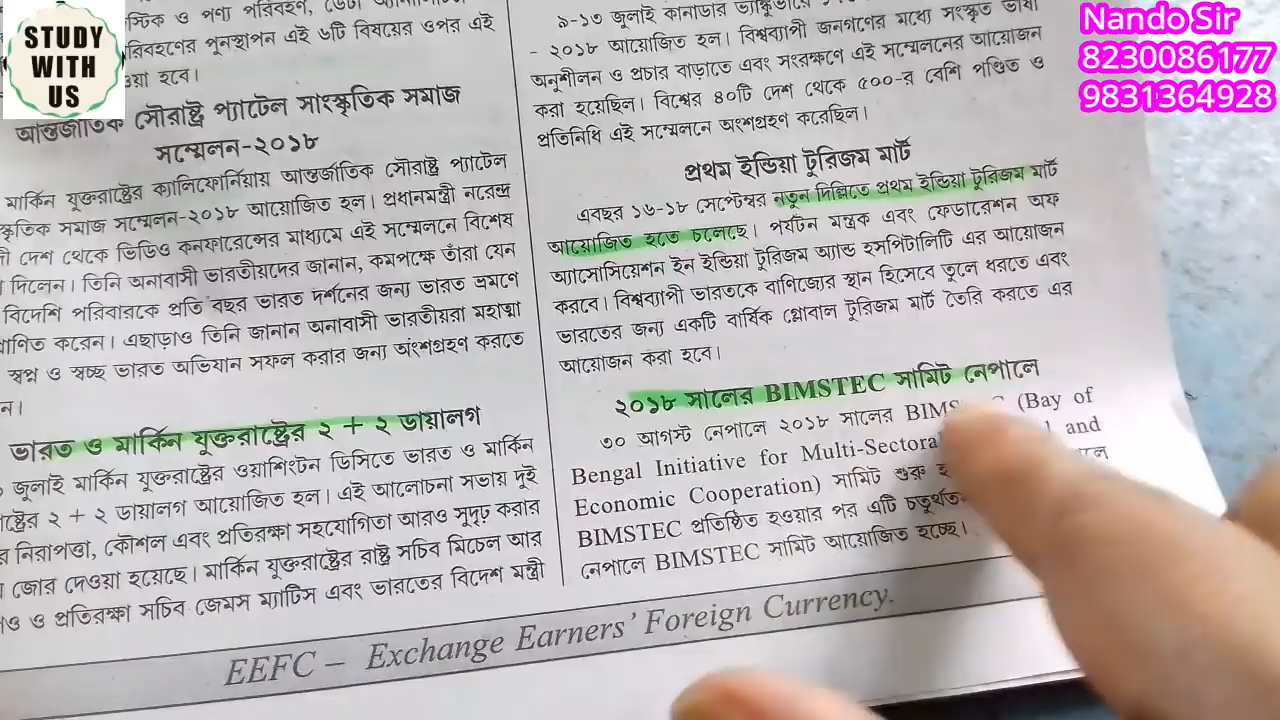 STUDY
WITH
US
Nando Sir
8230086177
9831364928
স্টিক ও পণ্য পরিবহণ,
রিবহণের পুনস্থাপন এই ৬টি বিষয়ের ওপর এই
ওয়া হবে।
আন্তর্জাতিক সৌরাষ্ট্র প্যাটেল সাংস্কৃতিক সমাজ
সম্মেলন-২০১৮
মার্কিন যুক্তরাষ্ট্রের ক্যালিফোর্নিয়ায় আন্তর্জাতিক সৌরাষ্ট্র প্যাটেল
কৃতিক সমাজ সম্মেলন-২০১৮ আয়োজিত হল। প্রধানমন্ত্রী নরেন্দ্র
দেশ থেকে ভিডিও কনফারেন্সের মাধ্যমে এই সম্মেলনে বিশেষ
দিলেন। তিনি অনাবাসী ভারতীয়দের জানান, কমপক্ষে তাঁরা যেন
বিদেশি পরিবারকে প্রতি বছর ভারত দর্শনের জন্য ভারত ভ্রমণে
াণিত করেন। এছাড়াও তিনি জানান অনাবাসী ভারতীয়রা মহাত্মা
স্বপ্ন ও স্বচ্ছ ভারত অভিযান সফল করার জন্য অংশগ্রহণ করতে
ন।
ভারত ও মার্কিন যুক্তরাষ্ট্রের ২ + ২ ডায়ালগ
জুলাই মার্কিন যুক্তরাষ্ট্রের ওয়াশিংটন ডিসিতে ভারত ও মার্কিন
াষ্ট্রের ২ + ২ ডায়ালগ আয়োজিত হল। এই আলোচনা সভায় দুই
র নিরাপত্তা, কৌশল এবং প্রতিরক্ষা সহযোগিতা আরও সুদৃঢ় করার
জোর দেওয়া হয়েছে। মার্কিন যুক্তরাষ্ট্রের রাষ্ট্র সচিব মিচেল আর
ও ও প্রতিরক্ষা সচিব জেমস ম্যাটিস এবং ভারতের বিদেশ মন্ত্রী
৯-১৩ জুলাই কানাডার ভ্যাঙ্কুভারে
- ২০১৮ আয়োজিত হল। বিশ্বব্যাপী জনগণের মধ্যে সংস্কৃত ভাষা
অনুশীলন ও প্রচার বাড়াতে এবং সংরক্ষণে এই সম্মেলনের আয়োজন
করা হয়েছিল। বিশ্বের ৪০টি দেশ থেকে ৫০০-র বেশি পণ্ডিত ও
প্রতিনিধি এই সম্মেলনে অংশগ্রহণ করেছিল।
প্রথম ইন্ডিয়া টুরিজম মার্ট
এবছর ১৬-১৮ সেপ্টেম্বর নতুন দিল্লিতে প্রথম ইন্ডিয়া টুরিজম মার্ট
আয়োজিত হতে চলেছে। পর্যটন মন্ত্রক এবং ফেডারেশন অফ
অ্যাসোসিয়েশন ইন ইন্ডিয়া টুরিজম অ্যান্ড হসপিটালিটি এর আয়োজন
করবে। বিশ্বব্যাপী ভারতকে বাণিজ্যের স্থান হিসেবে তুলে ধরতে এবং
ভারতের জন্য একটি বার্ষিক গ্লোবাল টুরিজম মার্ট তৈরি করতে এর
আয়োজন করা হবে।
২০১৮ সালের BIMSTEC সামিট নেপালে
৩০ আগস্ট নেপালে ২০১৮ সালের (Bay of
Bengal Initiative for Multi-Sectoral and
Economic Cooperation) সামিট শুরু
BIMSTEC প্রতিষ্ঠিত হওয়ার পর এটি
নেপালে BIMSTEC সামিট আয়োজিত হচ্ছে।
EEFC – Exchange Earners' Foreign Currency.